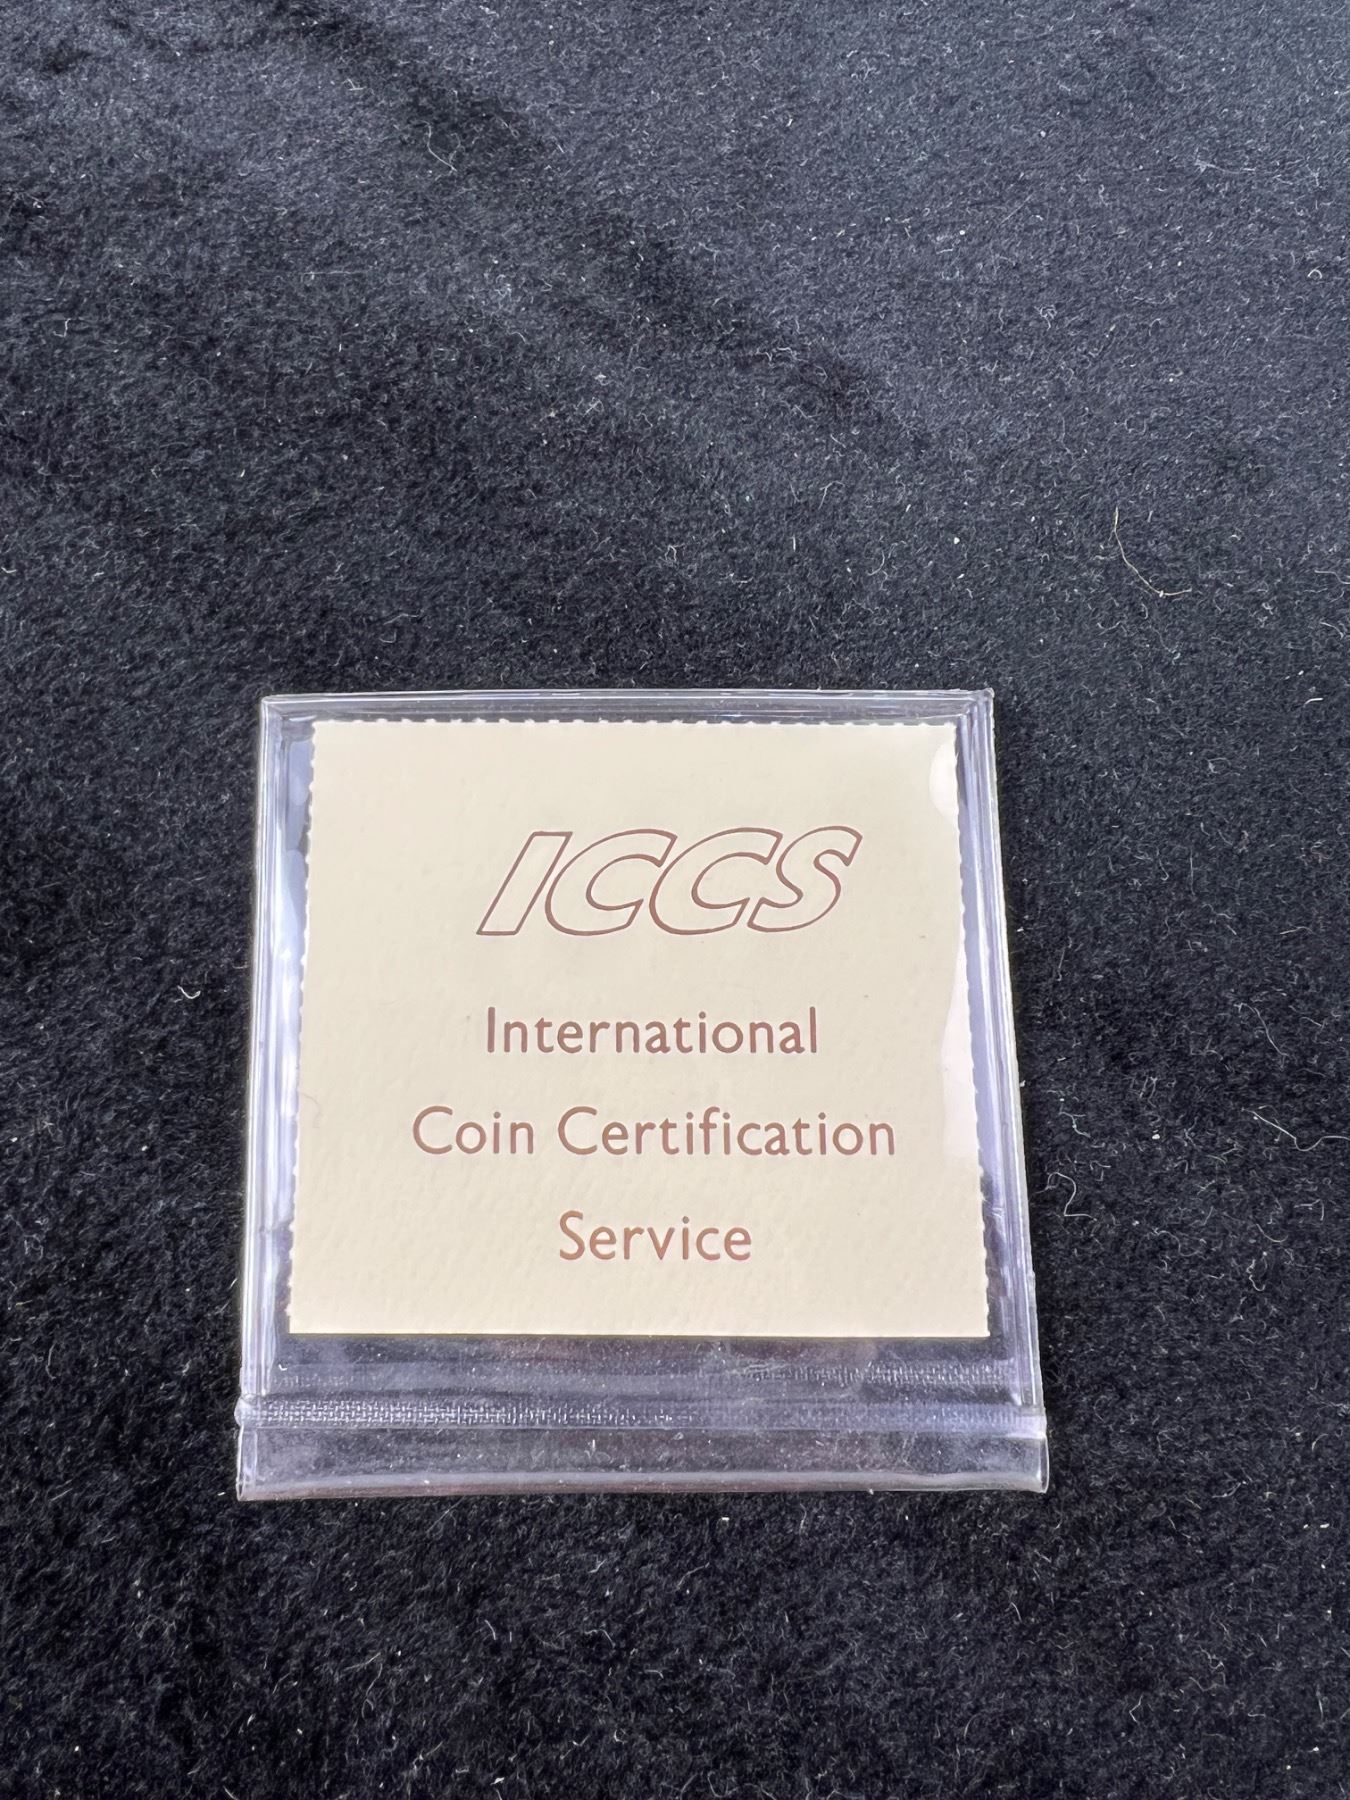 ICCS
International
Coin Certification
Service